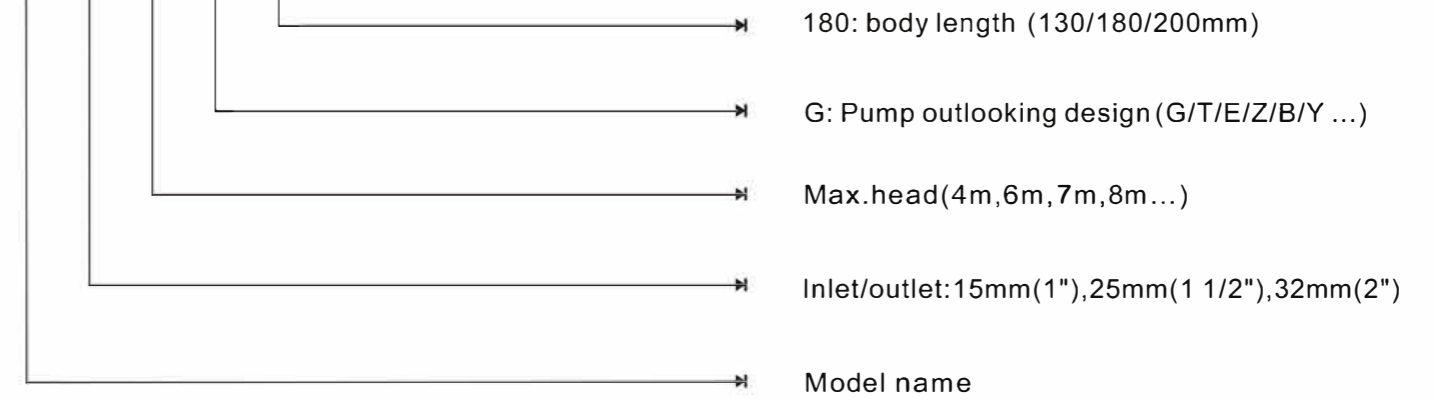 180: body length (130/180/200mm)
G: Pump outlooking design(G/T/E/Z/B/Y ...)
Max.head(4m,6m,7m,8m...)
Inlet/outlet:15mm(1"),25mm(1 1/2"),32mm(2")
Model name